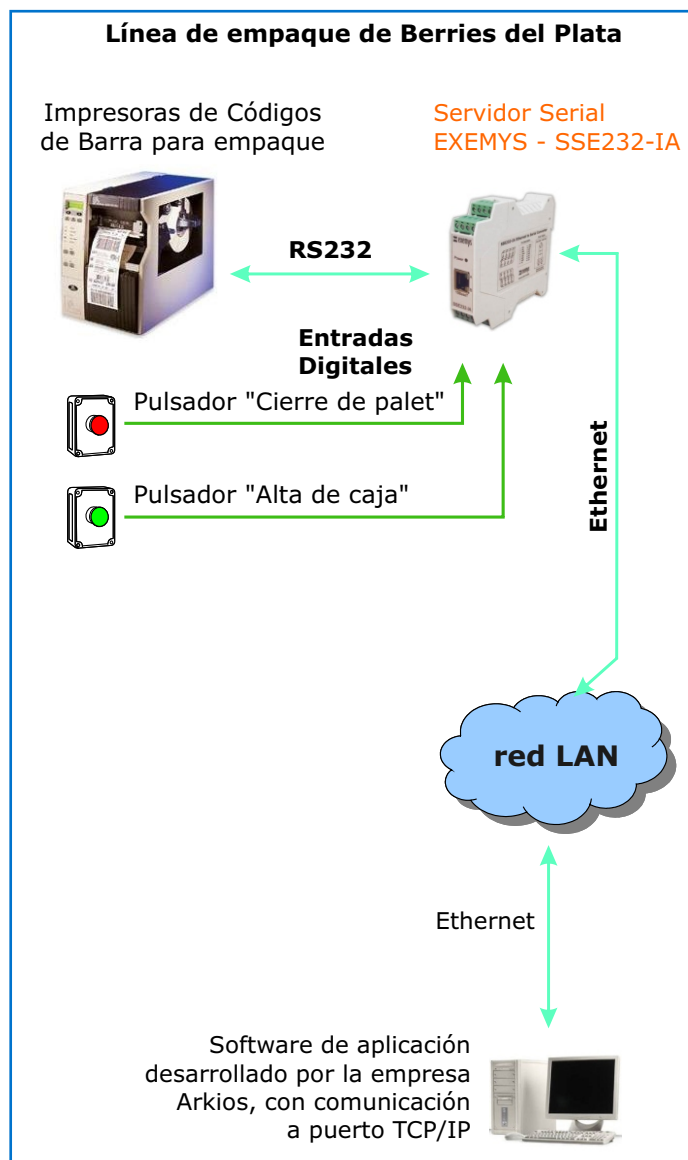 Línea de empaque de Berries del Plata
Impresoras de Códigos
de Barra para empaque
Servidor Serial
EXEMYS - SSE232-IA
RS232
exemys
Entradas
Digitales
Pulsador "Cierre de palet"
Pulsador "Alta de caja"
Ethernet
red LAN
Ethernet
Software de aplicación
desarrollado por la empresa
Arkios, con comunicación
a puerto TCP/IP